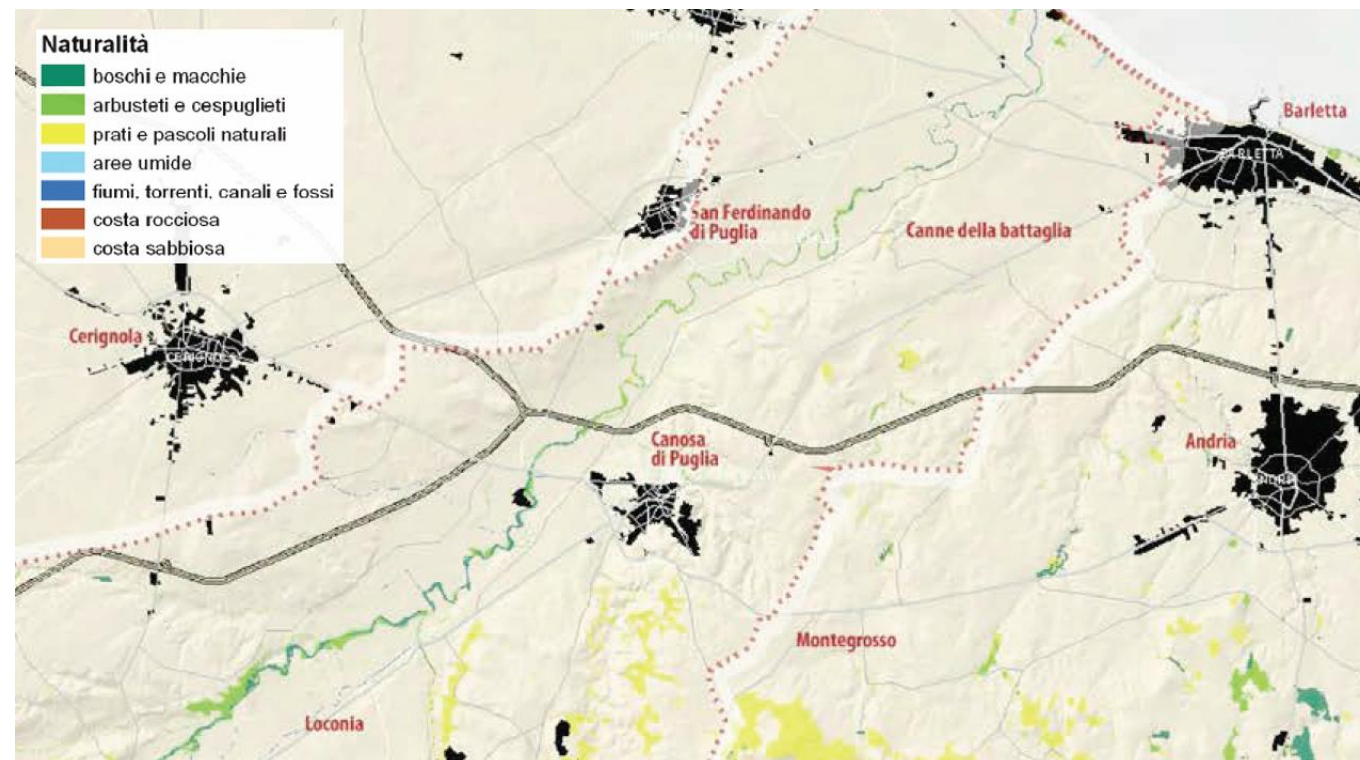 Naturalità
boschi e macchie
arbusteti e cespuglieti
prati e pascoli naturali
aree umide
fiumi, torrenti, canali e fossi
costa rocciosa
costa sabbiosa
Barletta
BARLETTA
San Ferdinando
di Puglia
Canne della battaglia
Cerignola
CERIGNOLA
Canosa
di Puglia
Andria
Montegrosso
Loconia